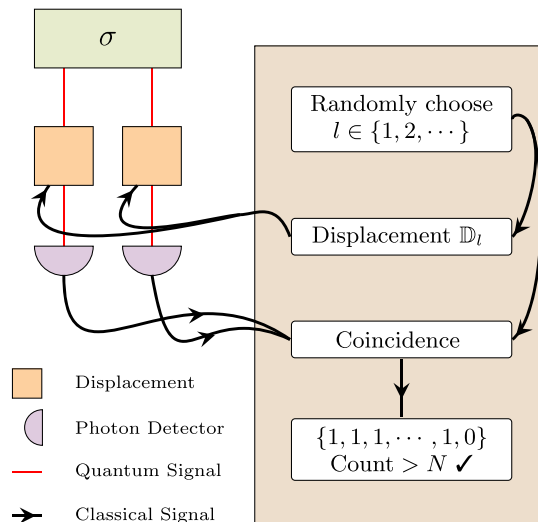 σ
Randomly choose
l ∈ {1, 2, ⋯}
Displacement 𝔻ₗ
Coincidence
{1, 1, 1, ⋯ , 1, 0}
Count > N ✓
Displacement
Photon Detector
Quantum Signal
Classical Signal